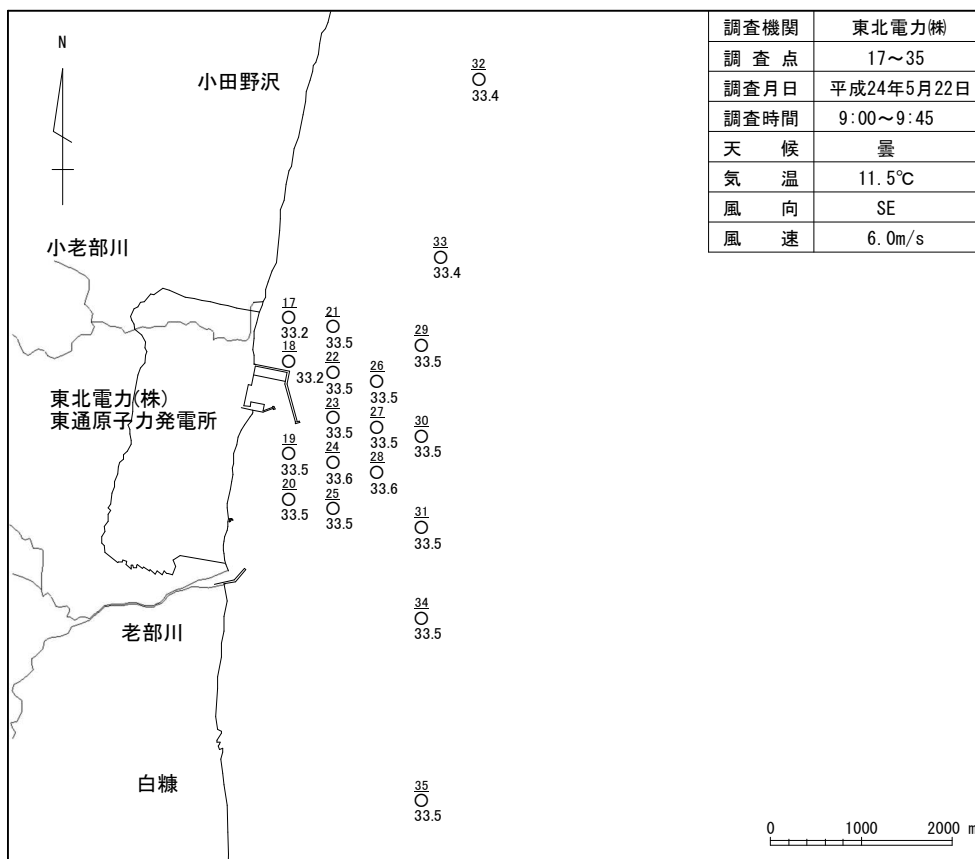 調査機関 東北電力㈱
調査点 17～35
調査月日 平成24年5月22日
調査時間 9:00～9:45
天候 曇
気温 11.5℃
風向 SE
風速 6.0m/s
N
小田野沢
32
33.4
小老部川
33
33.4
17
33.2
21
33.5
18
33.2
29
33.5
22
33.5
26
33.5
東北電力(株)
東通原子力発電所
23
33.5
27
33.5
30
33.5
19
33.5
24
33.6
28
33.6
20
33.5
25
33.5
31
33.5
34
33.5
老部川
白糠
35
33.5
0 1000 2000 m